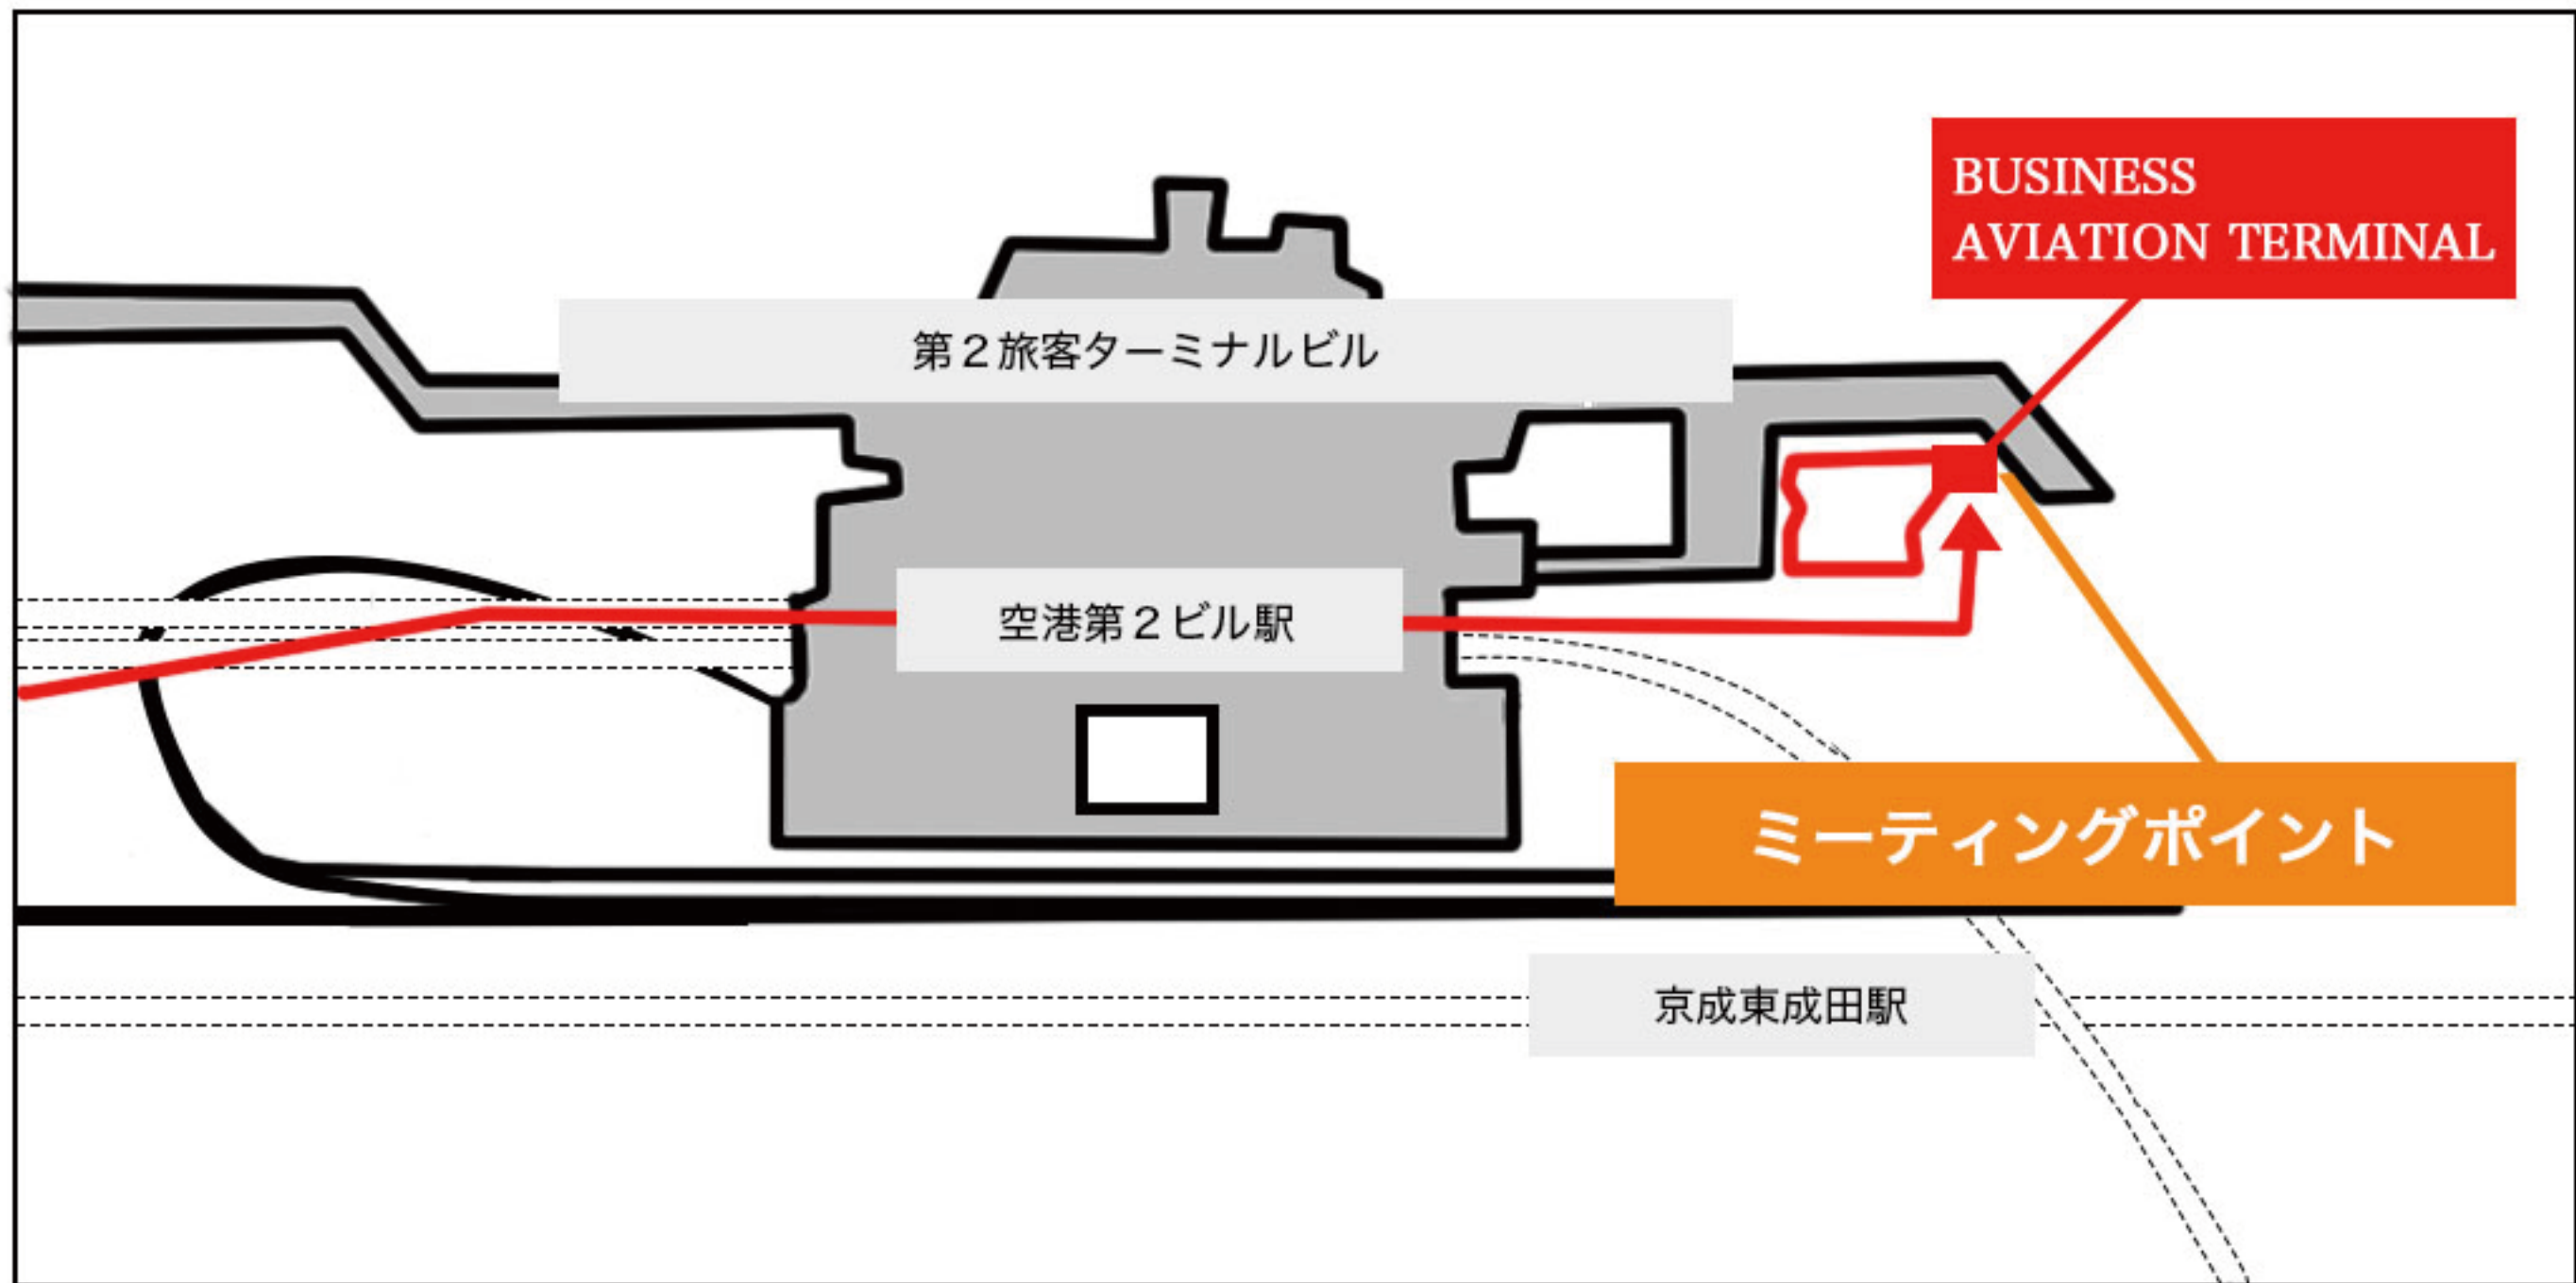 BUSINESS
AVIATION TERMINAL
第２旅客ターミナルビル
空港第２ビル駅
ミーティングポイント
京成東成田駅